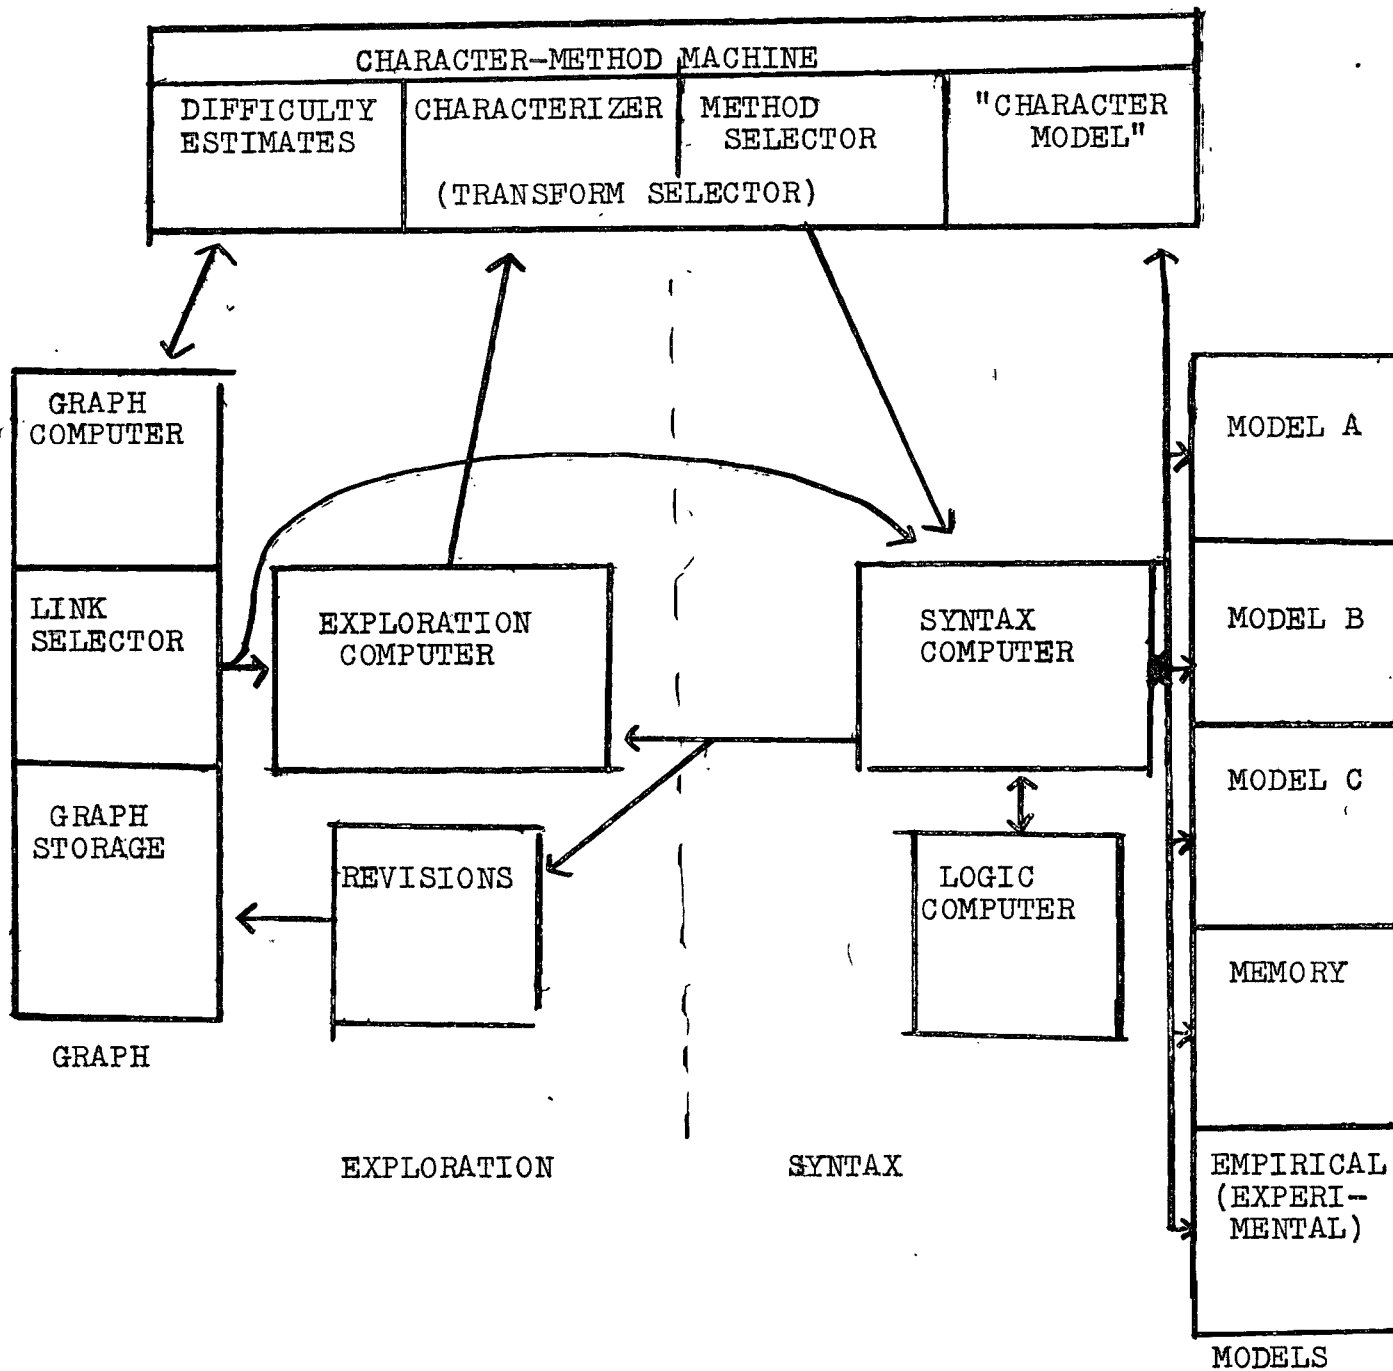 CHARACTER-METHOD MACHINE
DIFFICULTY
ESTIMATES
CHARACTERIZER
METHOD
SELECTOR
(TRANSFORM SELECTOR)
"CHARACTER
MODEL"
GRAPH
COMPUTER
LINK
SELECTOR
GRAPH
STORAGE
GRAPH
EXPLORATION
COMPUTER
REVISIONS
EXPLORATION
SYNTAX
COMPUTER
LOGIC
COMPUTER
SYNTAX
MODEL A
MODEL B
MODEL C
MEMORY
EMPIRICAL
(EXPERI-
MENTAL)
MODELS